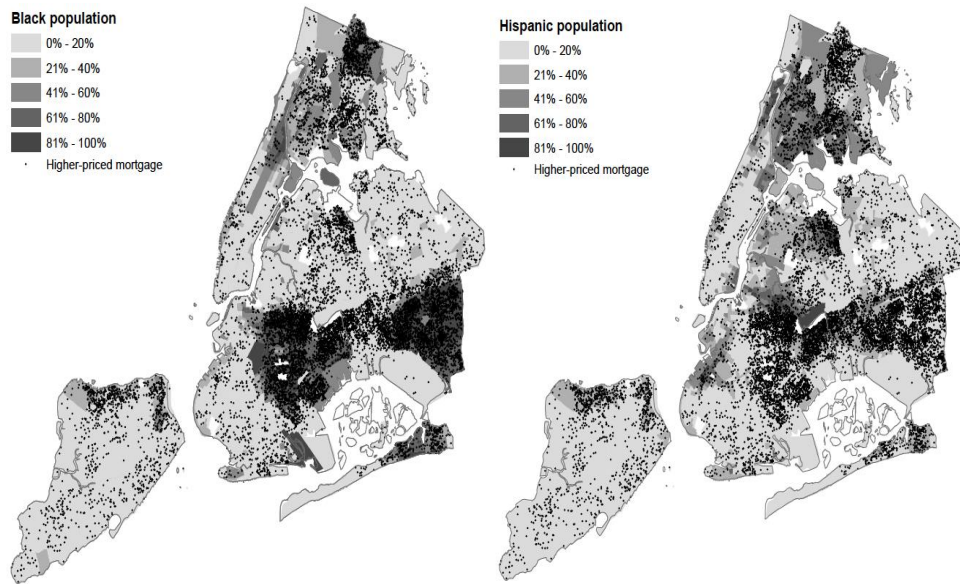 Black population
0% - 20%
21% - 40%
41% - 60%
61% - 80%
81% - 100%
Higher-priced mortgage
Hispanic population
0% - 20%
21% - 40%
41% - 60%
61% - 80%
81% - 100%
Higher-priced mortgage